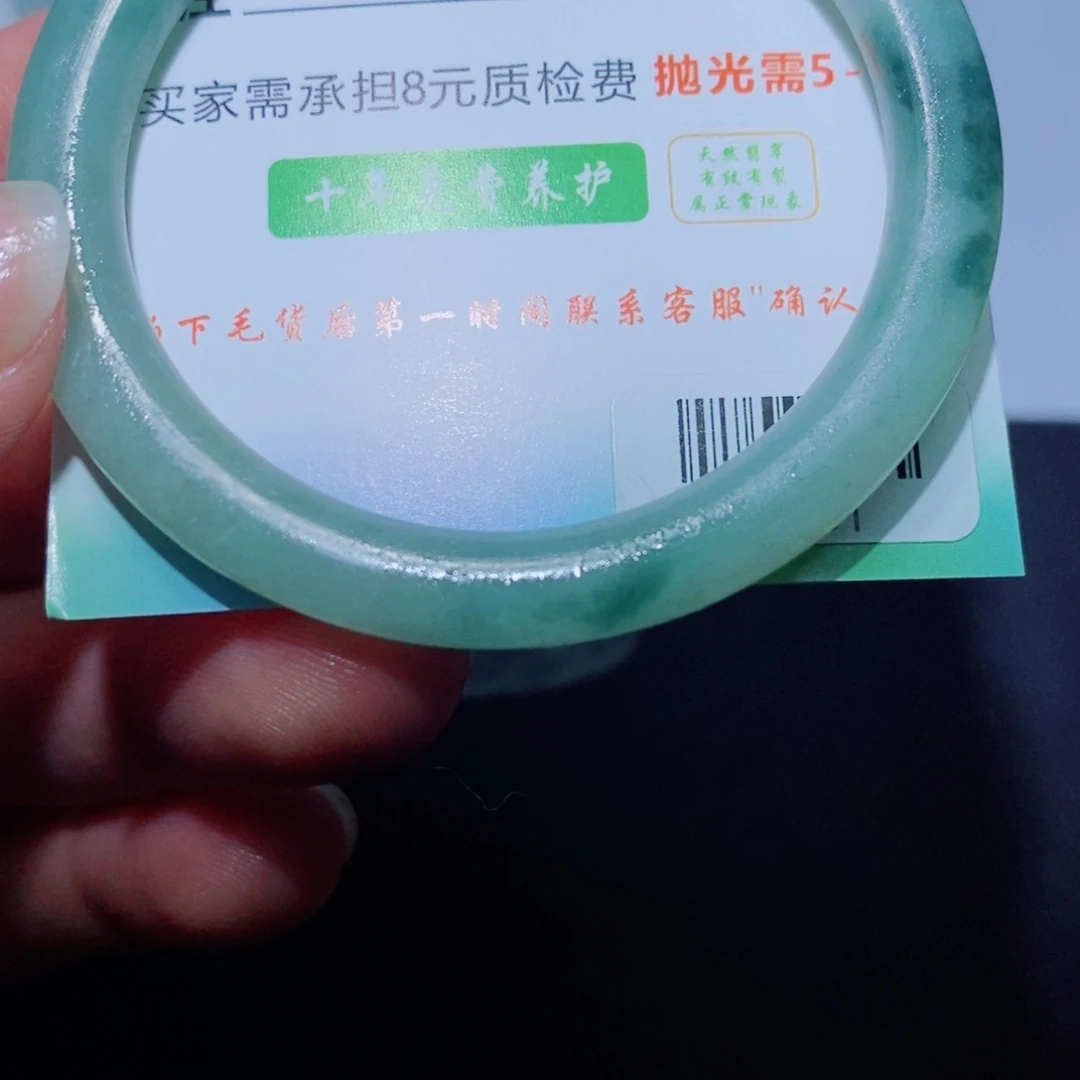 买家需承担8元质检费 抛光需5-
十年免费养护
天然翡翠
有纹有裂
属正常现象
下毛货后第一时间联系客服"确认